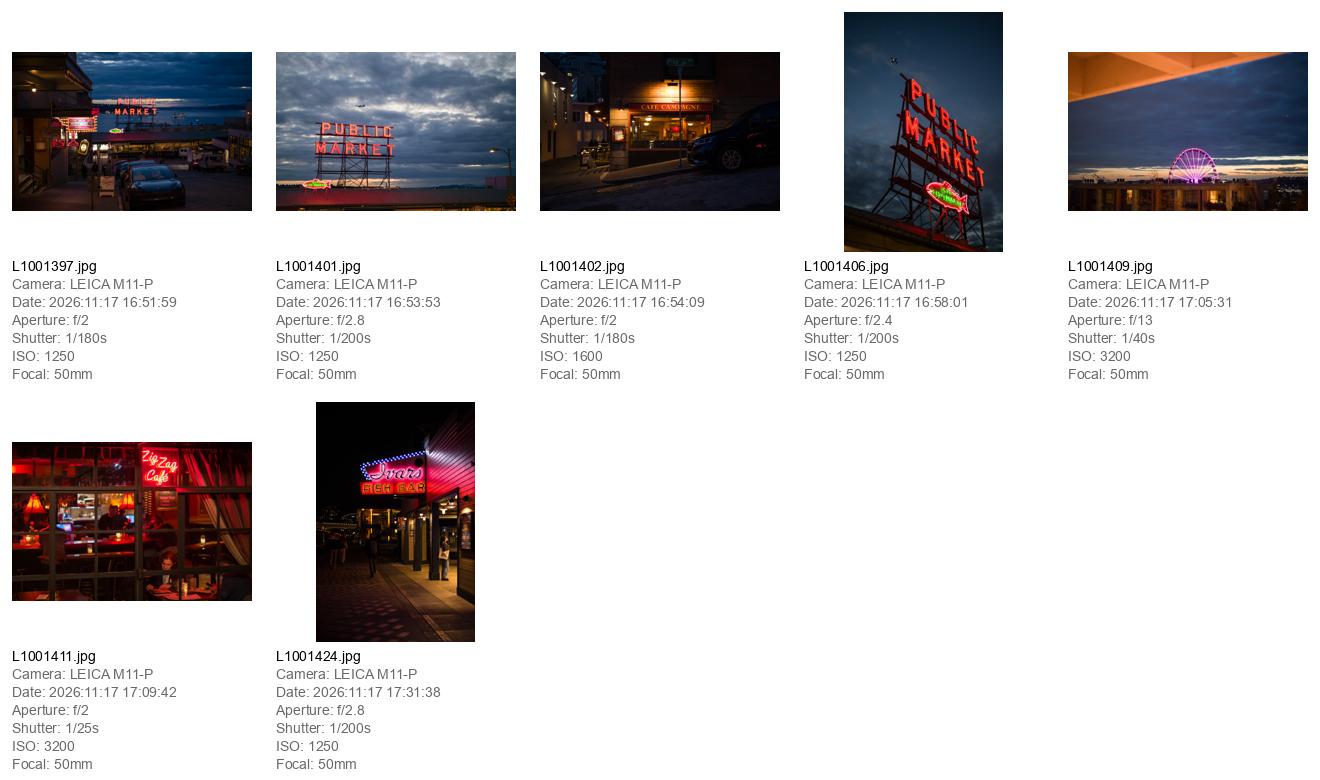 PUBLIC
MARKET
PUBLIC
MARKET
CAFE CAMPAGNE
PUBLIC
MARKET
L1001397.jpg
Camera: LEICA M11-P
Date: 2026:11:17 16:51:59
Aperture: f/2
Shutter: 1/180s
ISO: 1250
Focal: 50mm
L1001401.jpg
Camera: LEICA M11-P
Date: 2026:11:17 16:53:53
Aperture: f/2.8
Shutter: 1/200s
ISO: 1250
Focal: 50mm
L1001402.jpg
Camera: LEICA M11-P
Date: 2026:11:17 16:54:09
Aperture: f/2
Shutter: 1/180s
ISO: 1600
Focal: 50mm
L1001406.jpg
Camera: LEICA M11-P
Date: 2026:11:17 16:58:01
Aperture: f/2.4
Shutter: 1/200s
ISO: 1250
Focal: 50mm
L1001409.jpg
Camera: LEICA M11-P
Date: 2026:11:17 17:05:31
Aperture: f/13
Shutter: 1/40s
ISO: 3200
Focal: 50mm
Zig Zag
Café
Ivar's
FISH BAR
L1001411.jpg
Camera: LEICA M11-P
Date: 2026:11:17 17:09:42
Aperture: f/2
Shutter: 1/25s
ISO: 3200
Focal: 50mm
L1001424.jpg
Camera: LEICA M11-P
Date: 2026:11:17 17:31:38
Aperture: f/2.8
Shutter: 1/200s
ISO: 1250
Focal: 50mm